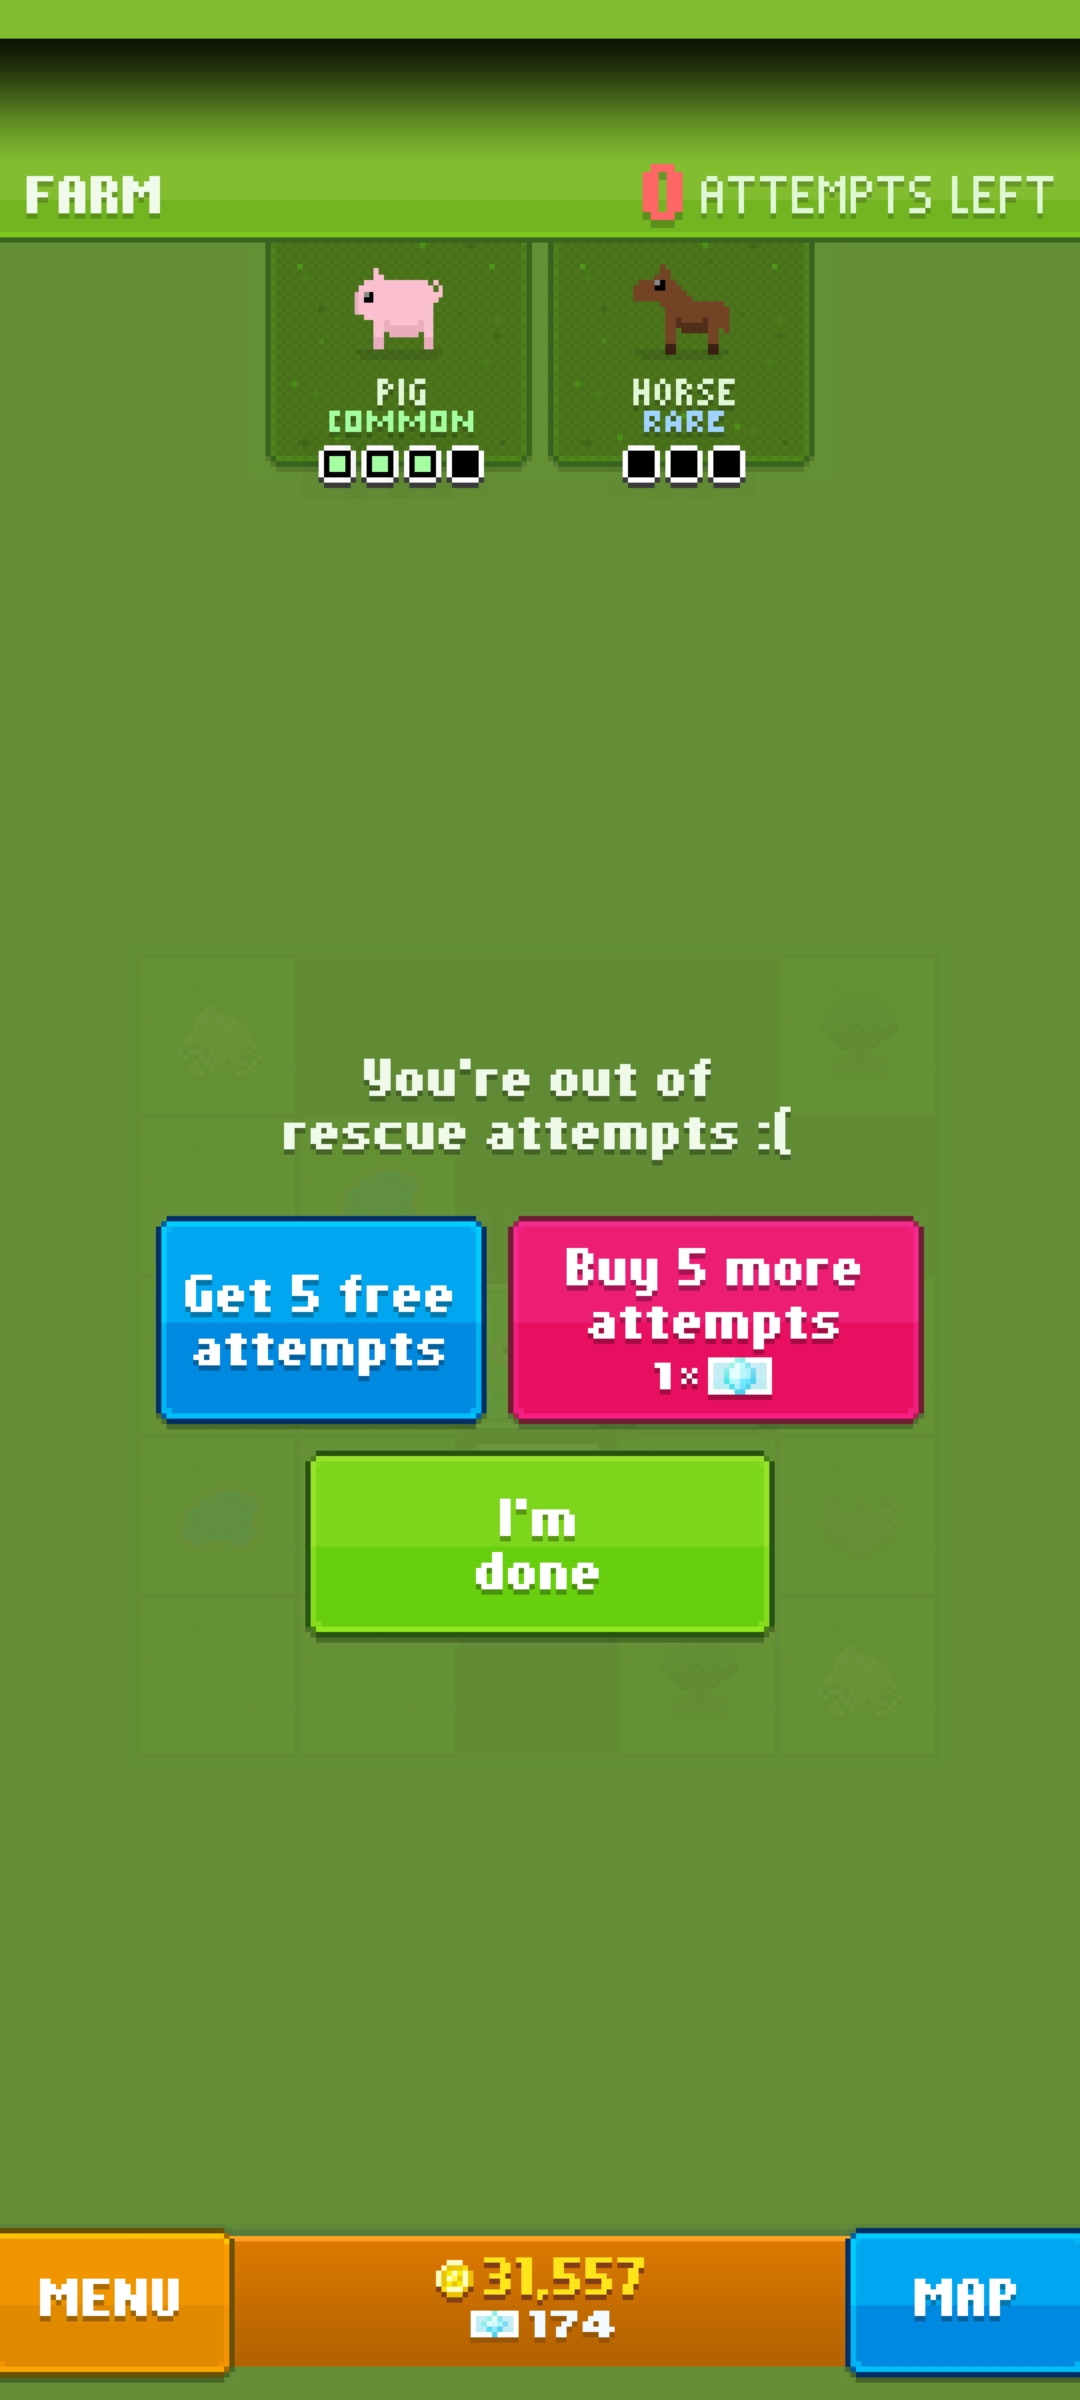 FARM
0 ATTEMPTS LEFT
PIG
COMMON
HORSE
RARE
You're out of
rescue attempts :(
Get 5 free
attempts
Buy 5 more
attempts
1×
I'm
done
MENU
31,557
174
MAP